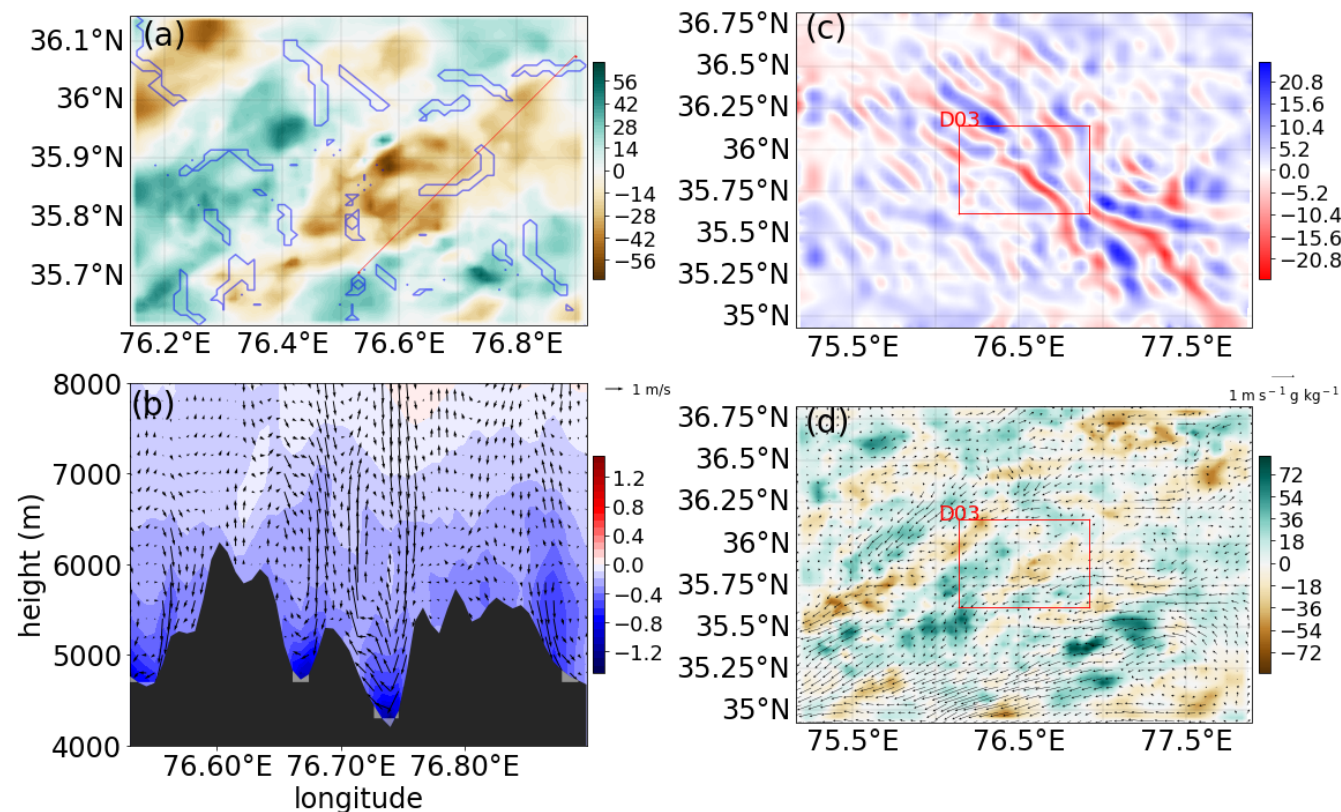 (a)
36.1°N
36°N
35.9°N
35.8°N
35.7°N
76.2°E
76.4°E
76.6°E
76.8°E
56
42
28
14
0
−14
−28
−42
−56
(c)
36.75°N
36.5°N
36.25°N
36°N
35.75°N
35.5°N
35.25°N
35°N
D03
75.5°E
76.5°E
77.5°E
20.8
15.6
10.4
5.2
0.0
−5.2
−10.4
−15.6
−20.8
(b)
1 m/s
8000
7000
6000
5000
4000
height (m)
76.60°E
76.70°E
76.80°E
longitude
1.2
0.8
0.4
0.0
−0.4
−0.8
−1.2
(d)
1 m s⁻¹ g kg⁻¹
36.75°N
36.5°N
36.25°N
36°N
35.75°N
35.5°N
35.25°N
35°N
D03
75.5°E
76.5°E
77.5°E
72
54
36
18
0
−18
−36
−54
−72